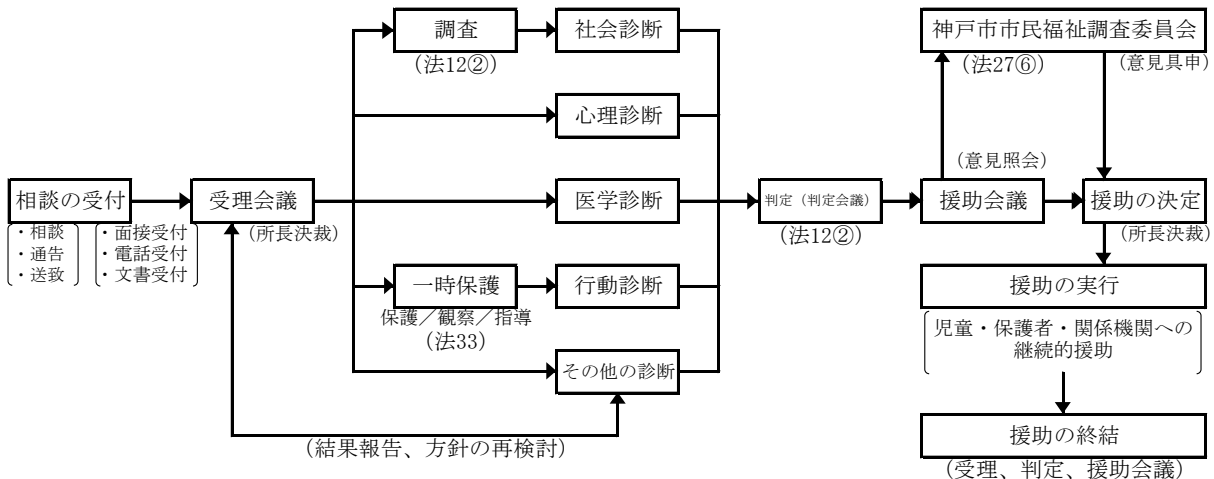 調査
社会診断
神戸市市民福祉調査委員会
(法12②)
(法27⑥)
(意見具申)
心理診断
(意見照会)
相談の受付
受理会議
医学診断
判定（判定会議）
援助会議
援助の決定
・相談
・通告
・送致
・面接受付
・電話受付
・文書受付
(所長決裁)
(法12②)
(所長決裁)
一時保護
行動診断
援助の実行
保護／観察／指導
(法33)
児童・保護者・関係機関への
継続的援助
その他の診断
援助の終結
(結果報告、方針の再検討)
(受理、判定、援助会議)